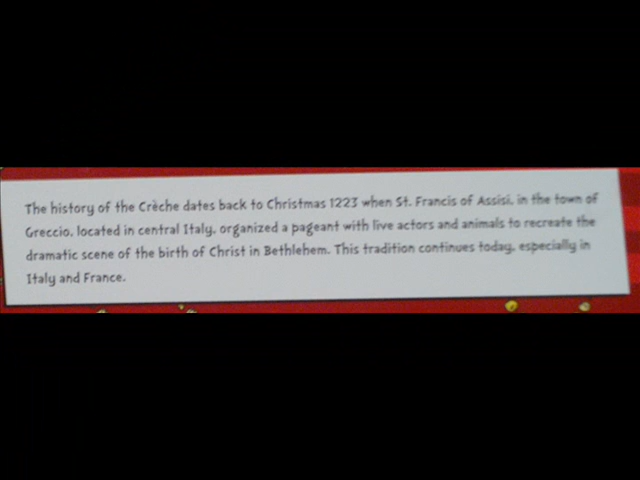 The history of the Crèche dates back to Christmas 1223 when St. Francis of Assisi, in the town of
Greccio, located in central Italy, organized a pageant with live actors and animals to recreate the
dramatic scene of the birth of Christ in Bethlehem. This tradition continues today, especially in
Italy and France.